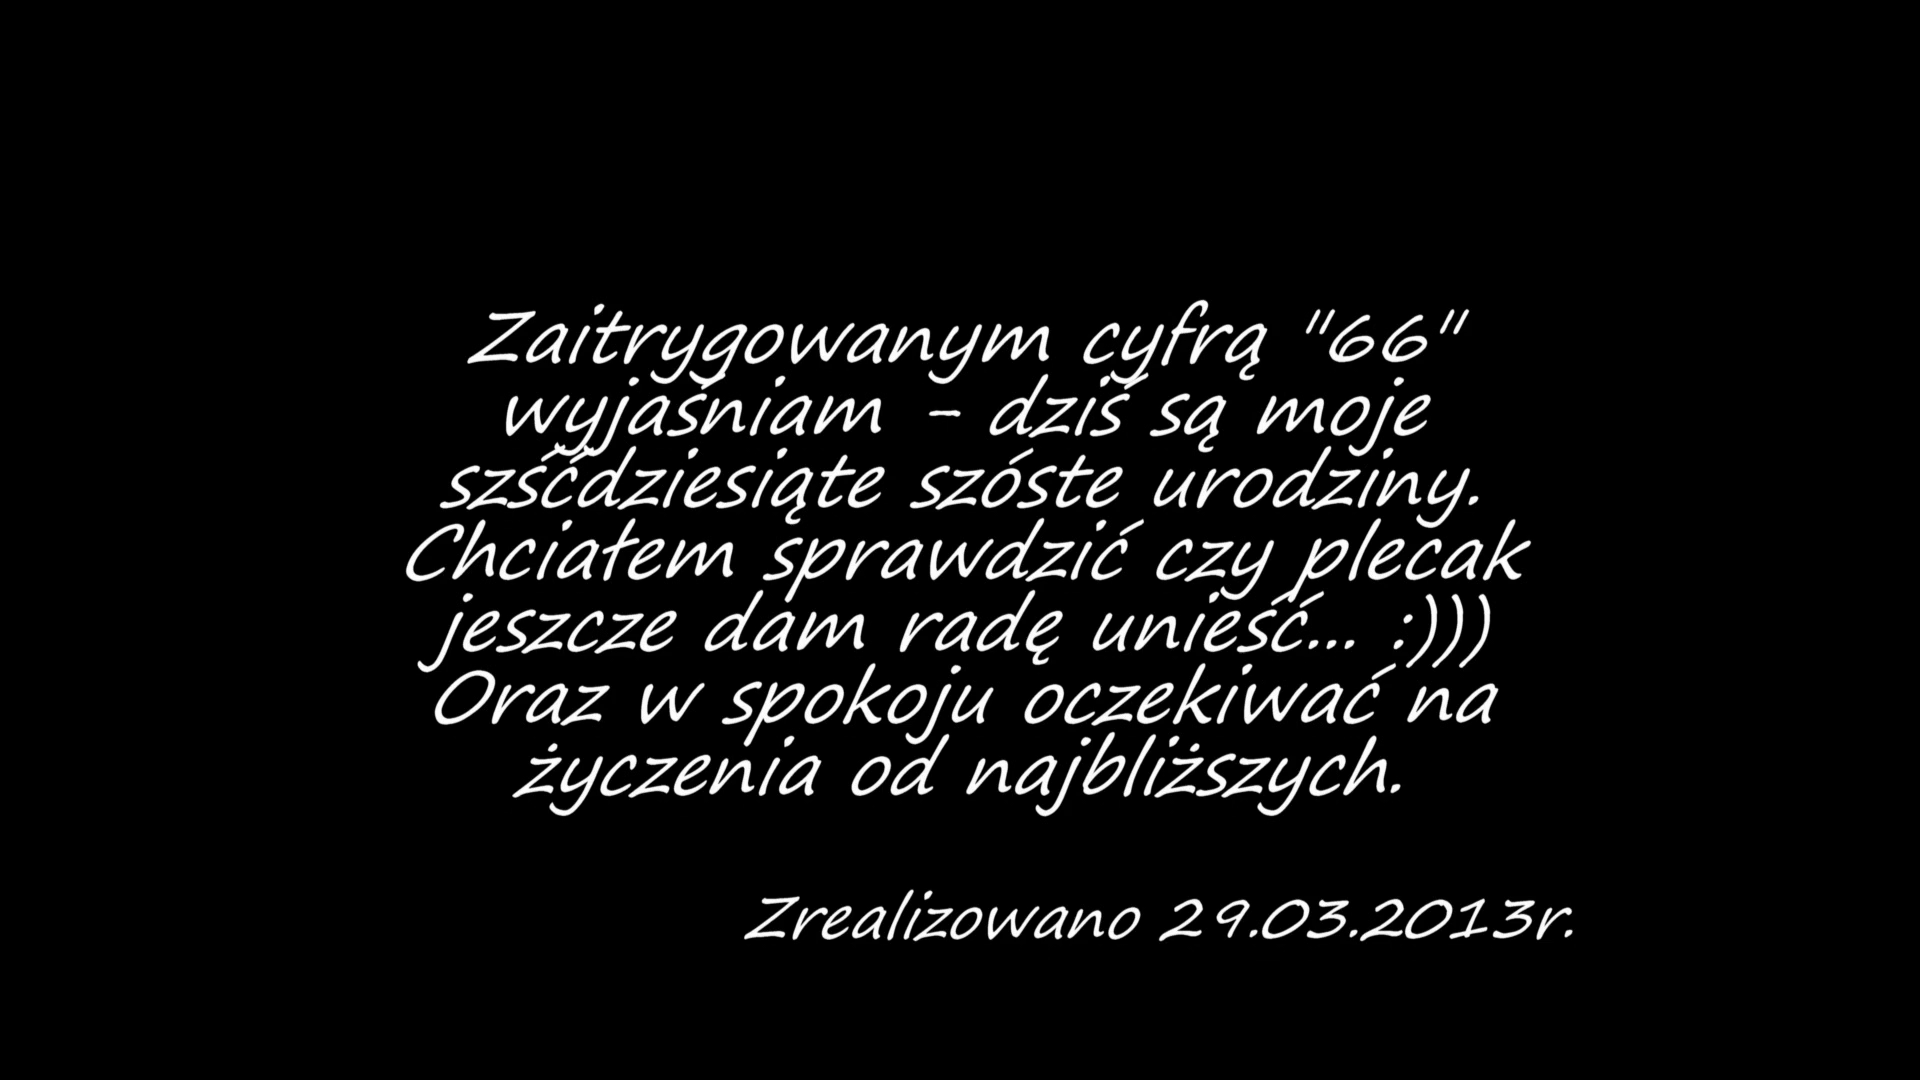 Zaitrygowanym cyfrą "66"
wyjaśniam - dziś są moje
szśćdziesiąte szóste urodziny.
Chciałem sprawdzić czy plecak
jeszcze dam radę unieść... :)))
Oraz w spokoju oczekiwać na
życzenia od najbliższych.
Zrealizowano 29.03.2013r.